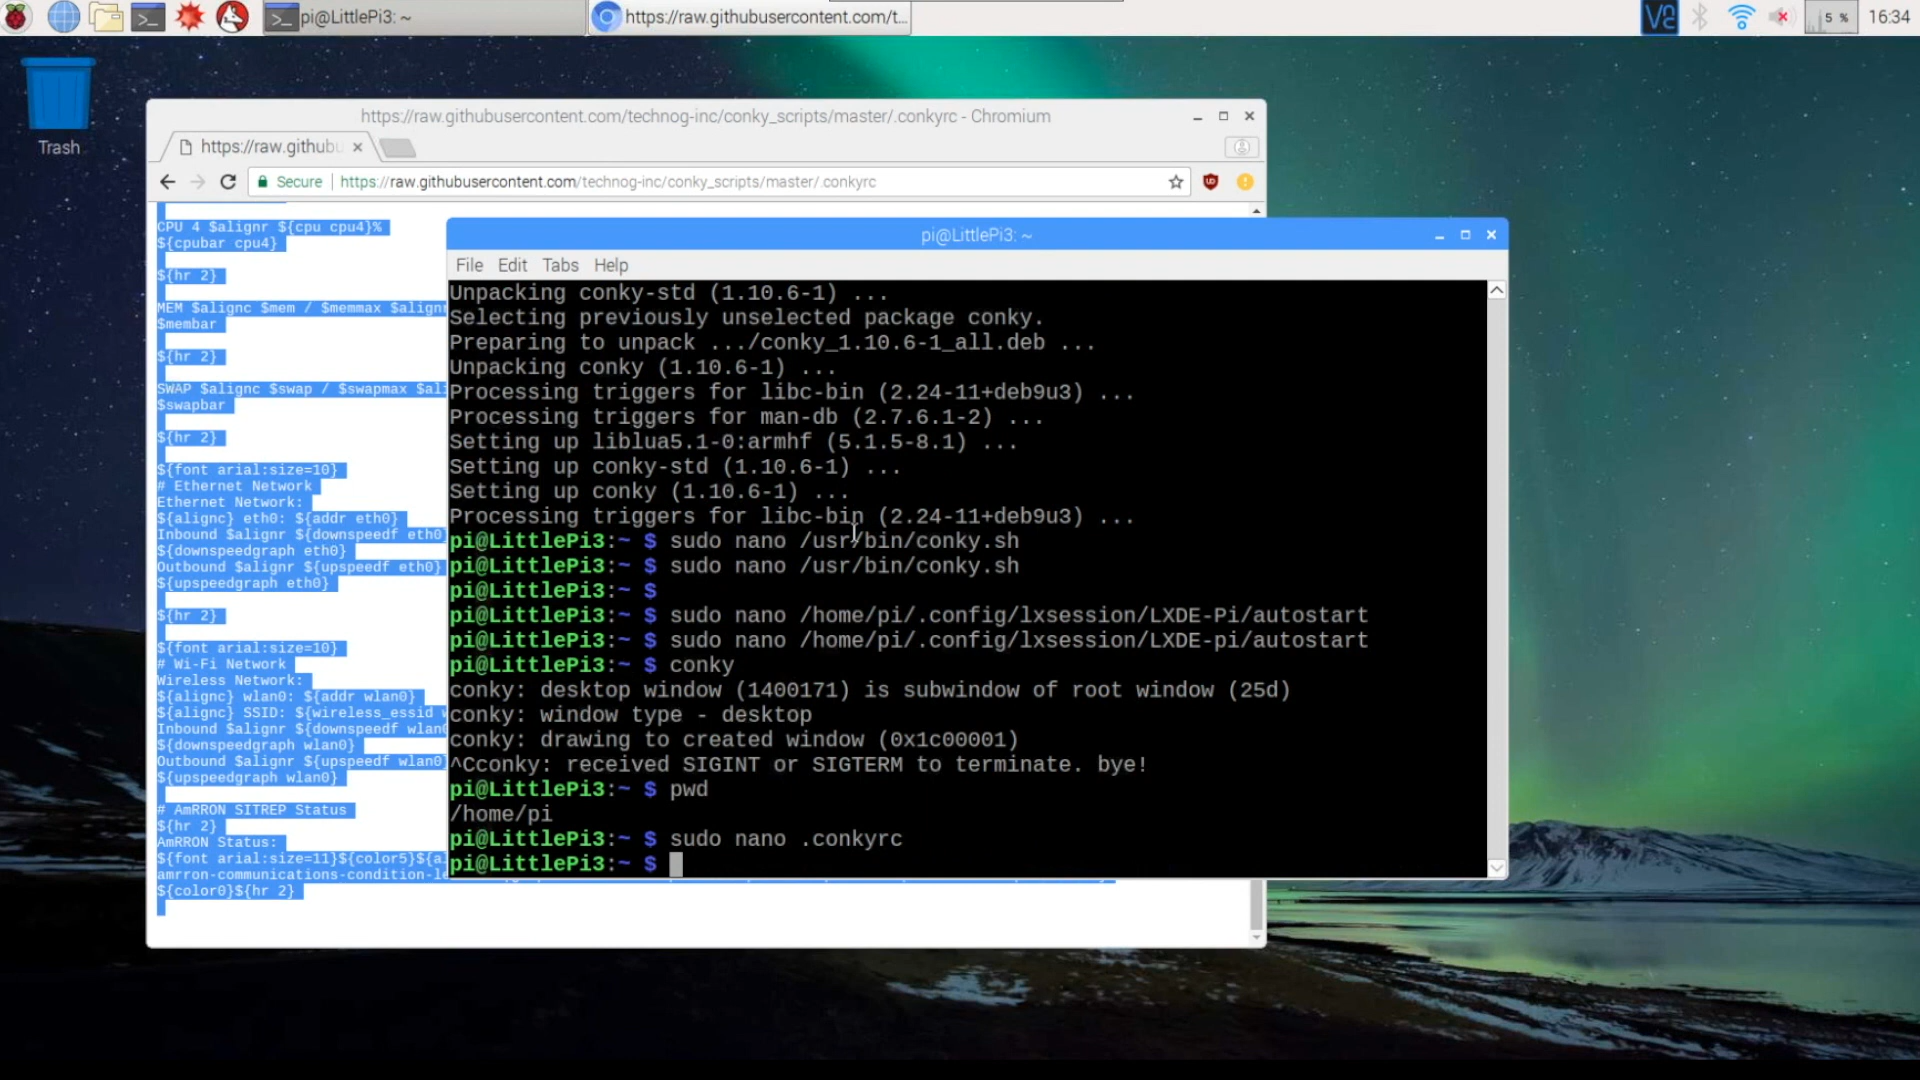 pi@LittlePi3: ~
https://raw.githubusercontent.com/t...
5 %
16:34
Trash
https://raw.githubusercontent.com/technog-inc/conky_scripts/master/.conkyrc - Chromium
https://raw.githubu
Secure
https://raw.githubusercontent.com/technog-inc/conky_scripts/master/.conkyrc
CPU 4 $alignr ${cpu cpu4}%
${cpubar cpu4}
${hr 2}
MEM $alignc $mem / $memmax $alignr
$membar
${hr 2}
SWAP $alignc $swap / $swapmax $ali
$swapbar
${hr 2}
${font arial:size=10}
# Ethernet Network
Ethernet Network:
${alignc} eth0: ${addr eth0}
Inbound $alignr ${downspeedf eth0}
${downspeedgraph eth0}
Outbound $alignr ${upspeedf eth0}
${upspeedgraph eth0}
${hr 2}
${font arial:size=10}
# Wi-Fi Network
Wireless Network:
${alignc} wlan0: ${addr wlan0}
${alignc} SSID: ${wireless_essid w
Inbound $alignr ${downspeedf wlan0
${downspeedgraph wlan0}
Outbound $alignr ${upspeedf wlan0}
${upspeedgraph wlan0}
# AmRRON SITREP Status
${hr 2}
AmRRON Status:
${font arial:size=11}${color5}${al
amrron-communications-condition-le
${color0}${hr 2}
pi@LittlePi3: ~
File Edit Tabs Help
Unpacking conky-std (1.10.6-1) ...
Selecting previously unselected package conky.
Preparing to unpack .../conky_1.10.6-1_all.deb ...
Unpacking conky (1.10.6-1) ...
Processing triggers for libc-bin (2.24-11+deb9u3) ...
Processing triggers for man-db (2.7.6.1-2) ...
Setting up liblua5.1-0:armhf (5.1.5-8.1) ...
Setting up conky-std (1.10.6-1) ...
Setting up conky (1.10.6-1) ...
Processing triggers for libc-bin (2.24-11+deb9u3) ...
pi@LittlePi3:~ $ sudo nano /usr/bin/conky.sh
pi@LittlePi3:~ $ sudo nano /usr/bin/conky.sh
pi@LittlePi3:~ $
pi@LittlePi3:~ $ sudo nano /home/pi/.config/lxsession/LXDE-Pi/autostart
pi@LittlePi3:~ $ sudo nano /home/pi/.config/lxsession/LXDE-pi/autostart
pi@LittlePi3:~ $ conky
conky: desktop window (1400171) is subwindow of root window (25d)
conky: window type - desktop
conky: drawing to created window (0x1c00001)
^Cconky: received SIGINT or SIGTERM to terminate. bye!
pi@LittlePi3:~ $ pwd
/home/pi
pi@LittlePi3:~ $ sudo nano .conkyrc
pi@LittlePi3:~ $